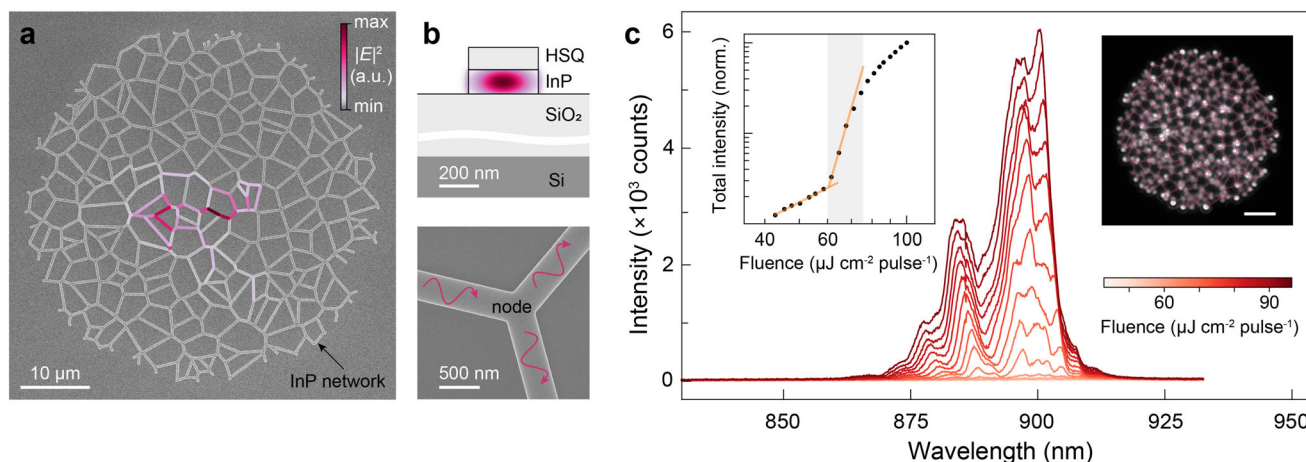 a
max
|E|²
(a.u.)
min
10 µm
InP network
b
HSQ
InP
SiO₂
200 nm
Si
node
500 nm
c
Intensity (×10³ counts)
6
4
2
0
850
875
900
925
950
Wavelength (nm)
Total intensity (norm.)
40
60
100
Fluence (µJ cm⁻² pulse⁻¹)
60
90
Fluence (µJ cm⁻² pulse⁻¹)